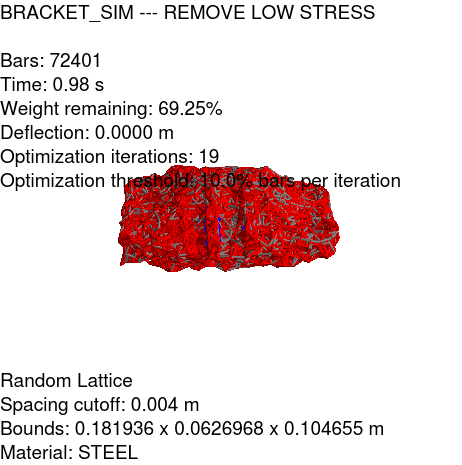 BRACKET_SIM --- REMOVE LOW STRESS
Bars: 72401
Time: 0.98 s
Weight remaining: 69.25%
Deflection: 0.0000 m
Optimization iterations: 19
Optimization threshold: 10.0% bars per iteration
Random Lattice
Spacing cutoff: 0.004 m
Bounds: 0.181936 x 0.0626968 x 0.104655 m
Material: STEEL